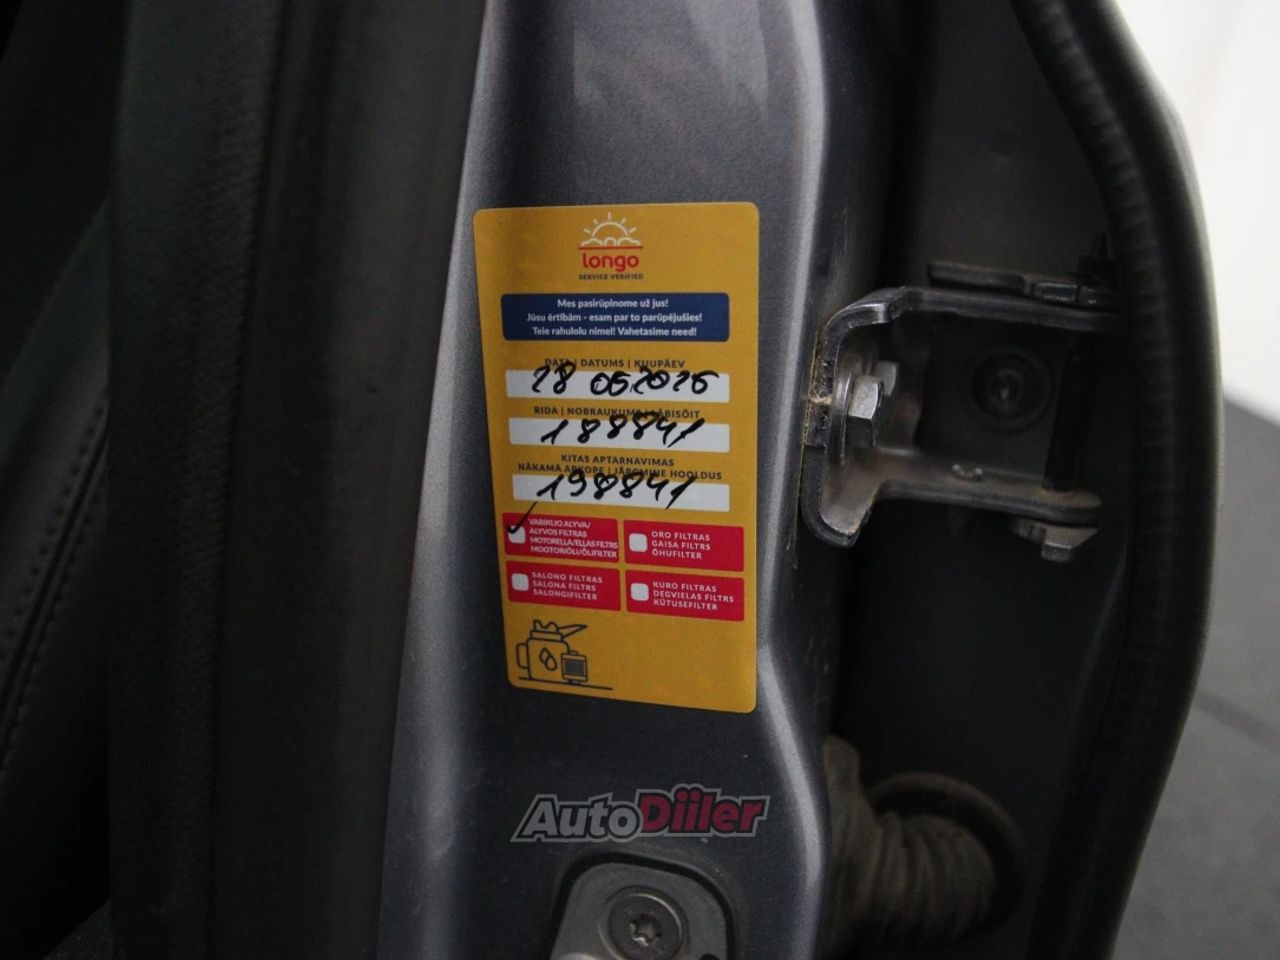 longo
SERVICE VERIFIED
Mes pasirūpinome už jus!
Jūsu ērtībām - esam par to parūpējušies!
Teie rahulolu nimel! Vahetasime need!
DATA | DATUMS | KUUPÄEV
28 05.2026
RIDA | NOBRAUKUMS | LÄBISÕIT
188841
KITAS APTARNAVIMAS
NĀKAMĀ APKOPE | JÄRGMINE HOOLDUS
198841
VARIKLIO ALYVA/
ALYVOS FILTRAS
MOTOREĻĻA/EĻĻAS FILTRS
MOOTORIÕLI/ÕLIFILTER
ORO FILTRAS
GAISA FILTRS
ÕHUFILTER
SALONO FILTRAS
SALONA FILTRS
SALONGIFILTER
KURO FILTRAS
DEGVIELAS FILTRS
KÜTUSEFILTER
AutoDiiler